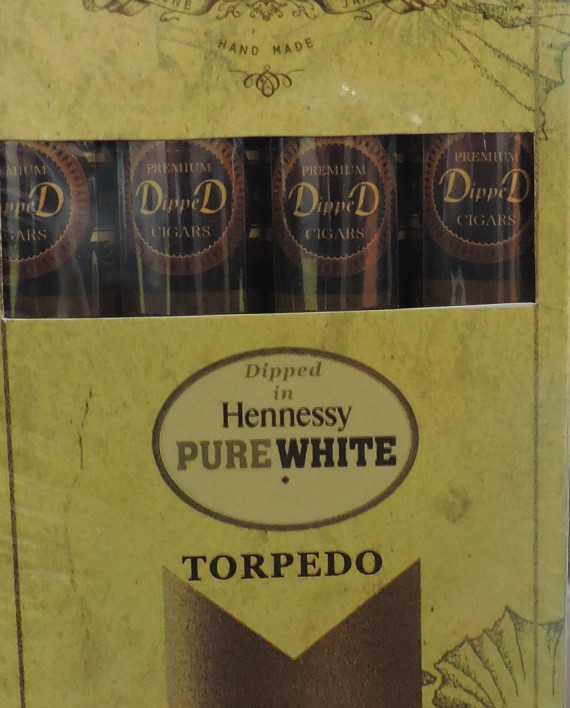 HAND MADE
PREMIUM
DippeD
CIGARS
PREMIUM
DippeD
CIGARS
PREMIUM
DippeD
CIGARS
Dipped
in
Hennessy
PURE WHITE
TORPEDO